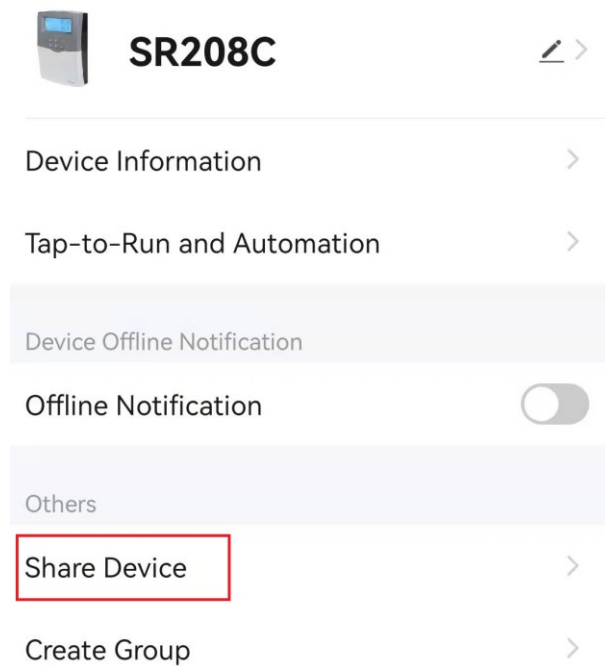 SR208C
Device Information
Tap-to-Run and Automation
Device Offline Notification
Offline Notification
Others
Share Device
Create Group